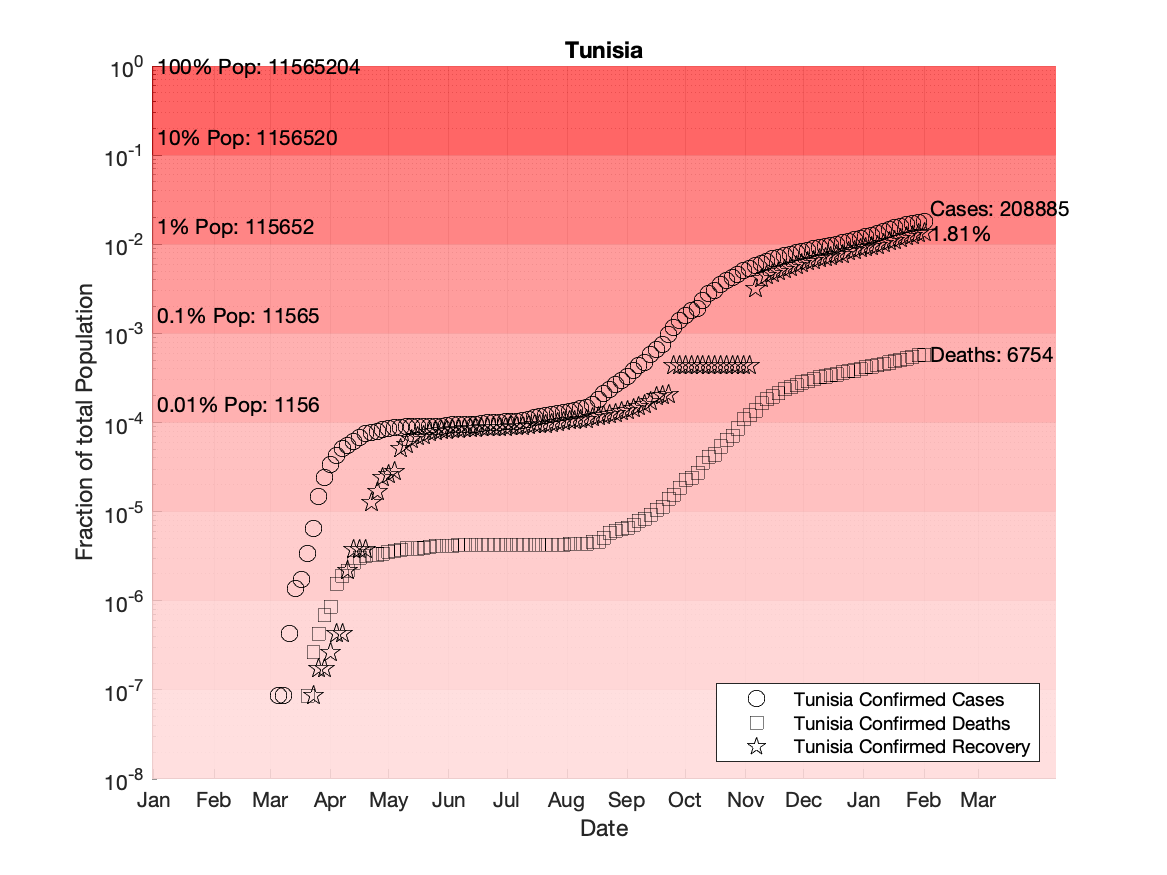 Tunisia
10^0
100% Pop: 11565204
10% Pop: 1156520
10^-1
Cases: 208885
1% Pop: 115652
1.81%
10^-2
0.1% Pop: 11565
10^-3
Deaths: 6754
0.01% Pop: 1156
10^-4
10^-5
10^-6
10^-7
10^-8
Fraction of total Population
Tunisia Confirmed Cases
Tunisia Confirmed Deaths
Tunisia Confirmed Recovery
Jan Feb Mar Apr May Jun Jul Aug Sep Oct Nov Dec Jan Feb Mar
Date